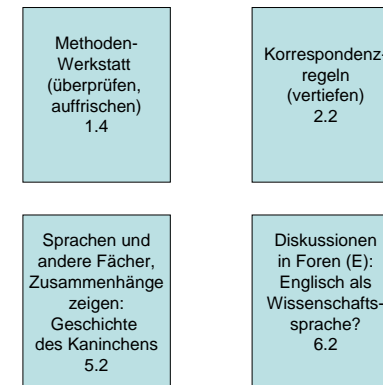 Methoden-
Werkstatt
(überprüfen,
auffrischen)
1.4
Korrespondenz-
regeln
(vertiefen)
2.2
Sprachen und
andere Fächer,
Zusammenhänge
zeigen:
Geschichte
des Kaninchens
5.2
Diskussionen
in Foren (E):
Englisch als
Wissenschafts-
sprache?
6.2